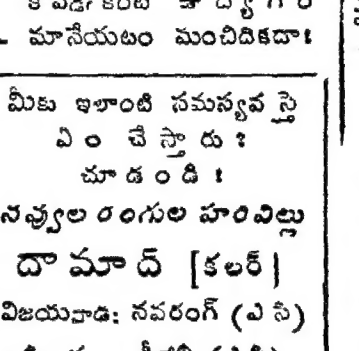 మానేయటం మంచిదికదా!
మీకు ఇలాంటి సమస్యవస్తె
ఏం చేస్తారు ?
చూడండి !
నవ్వుల రంగుల హరివిల్లు
దామాద్ [కలర్]
విజయవాడ: నవరంగ్ (ఎ సి)